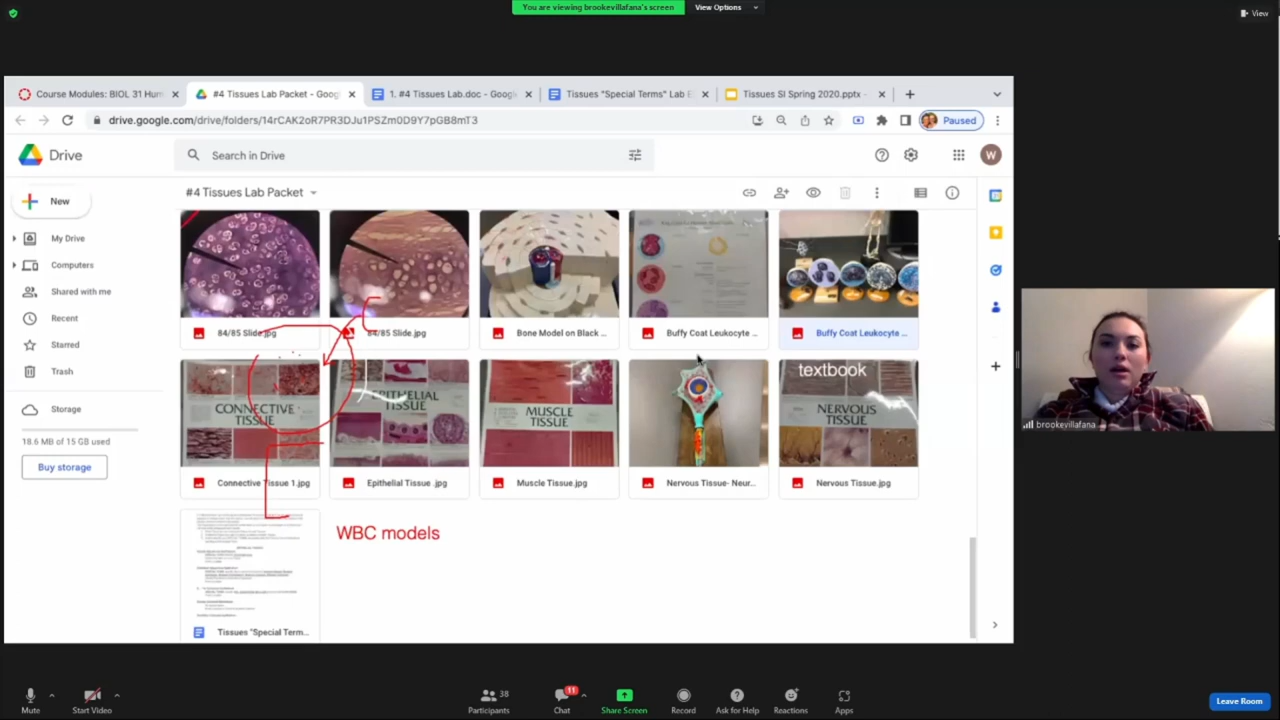 You are viewing brookevillafana's screen View Options
View
Course Modules: BIOL 31 Hum
#4 Tissues Lab Packet - Goog
1. #4 Tissues Lab.doc - Google
Tissues "Special Terms" Lab E
Tissues SI Spring 2020.pptx -
drive.google.com/drive/folders/14rCAK2oR7PR3DJu1PSZm0D9Y7pGB8mT3
Paused
Drive
Search in Drive
W
#4 Tissues Lab Packet
New
My Drive
Computers
Shared with me
Recent
Starred
Trash
Storage
18.6 MB of 15 GB used
Buy storage
84/85 Slide.jpg
84/85 Slide.jpg
Bone Model on Black ...
Buffy Coat Leukocyte ...
Buffy Coat Leukocyte ...
CONNECTIVE
TISSUE
EPITHELIAL
TISSUE
MUSCLE
TISSUE
textbook
NERVOUS
TISSUE
Connective Tissue 1.jpg
Epithelial Tissue .jpg
Muscle Tissue.jpg
Nervous Tissue- Neur...
Nervous Tissue.jpg
WBC models
Tissues "Special Term...
brookevillafana
Mute
Start Video
38
Participants
11
Chat
Share Screen
Record
Ask for Help
Reactions
Apps
Leave Room